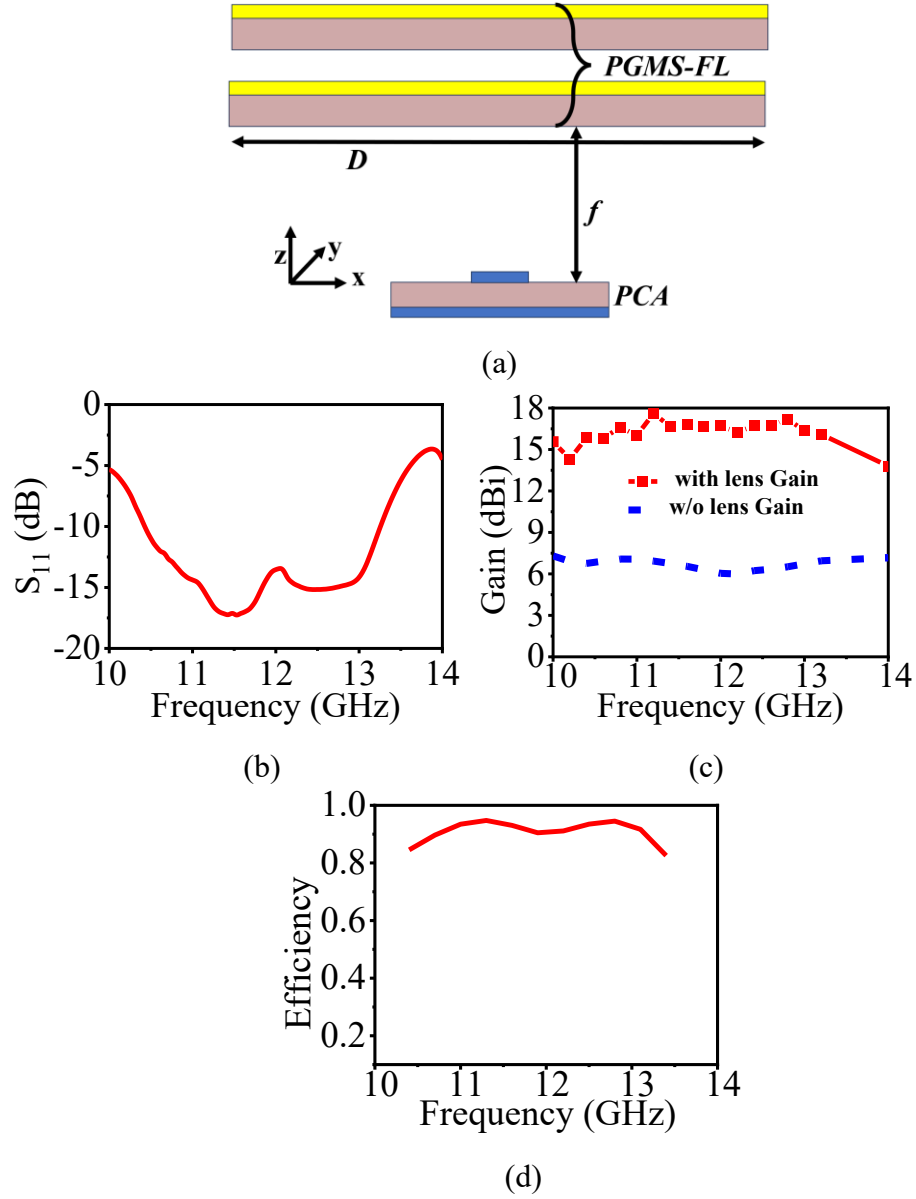 PGMS-FL
D
f
z
y
x
PCA
(a)
0
-5
-10
-15
-20
S11 (dB)
10 11 12 13 14
Frequency (GHz)
(b)
18
15
12
9
6
3
0
Gain (dBi)
with lens Gain
w/o lens Gain
10 11 12 13 14
Frequency (GHz)
(c)
1.0
0.8
0.6
0.4
0.2
Efficiency
10 11 12 13 14
Frequency (GHz)
(d)